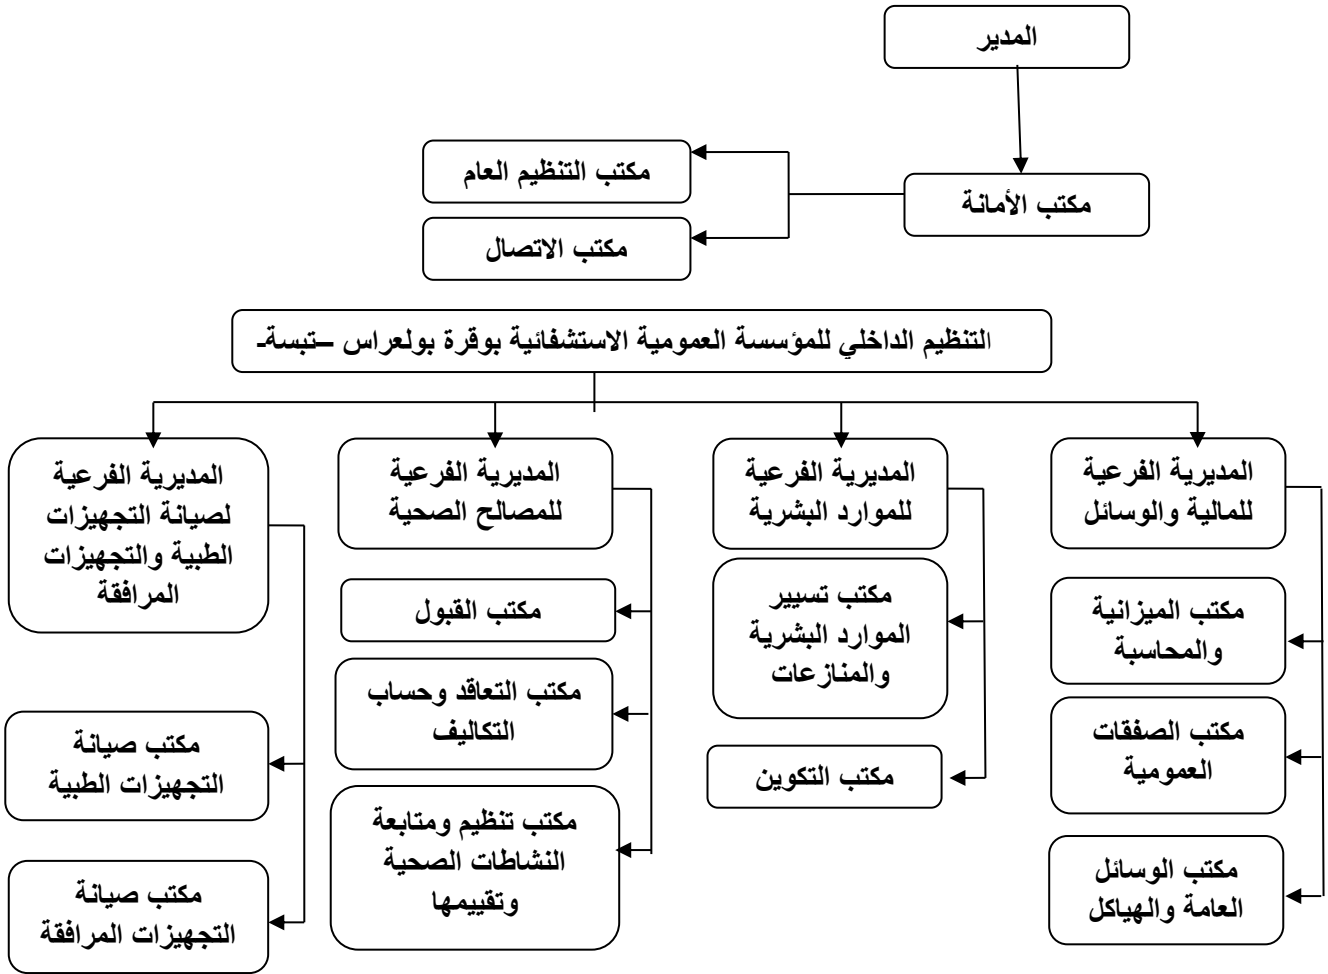 المدير
مكتب الأمانة
مكتب التنظيم العام
مكتب الاتصال
التنظيم الداخلي للمؤسسة العمومية الاستشفائية بوقرة بولعراس –تبسة-
المديرية الفرعية
للمالية والوسائل
مكتب الميزانية
والمحاسبة
مكتب الصفقات
العمومية
مكتب الوسائل
العامة والهياكل
المديرية الفرعية
للموارد البشرية
مكتب تسيير
الموارد البشرية
والمنازعات
مكتب التكوين
المديرية الفرعية
للمصالح الصحية
مكتب القبول
مكتب التعاقد وحساب
التكاليف
مكتب تنظيم ومتابعة
النشاطات الصحية
وتقييمها
المديرية الفرعية
لصيانة التجهيزات
الطبية والتجهيزات
المرافقة
مكتب صيانة
التجهيزات الطبية
مكتب صيانة
التجهيزات المرافقة